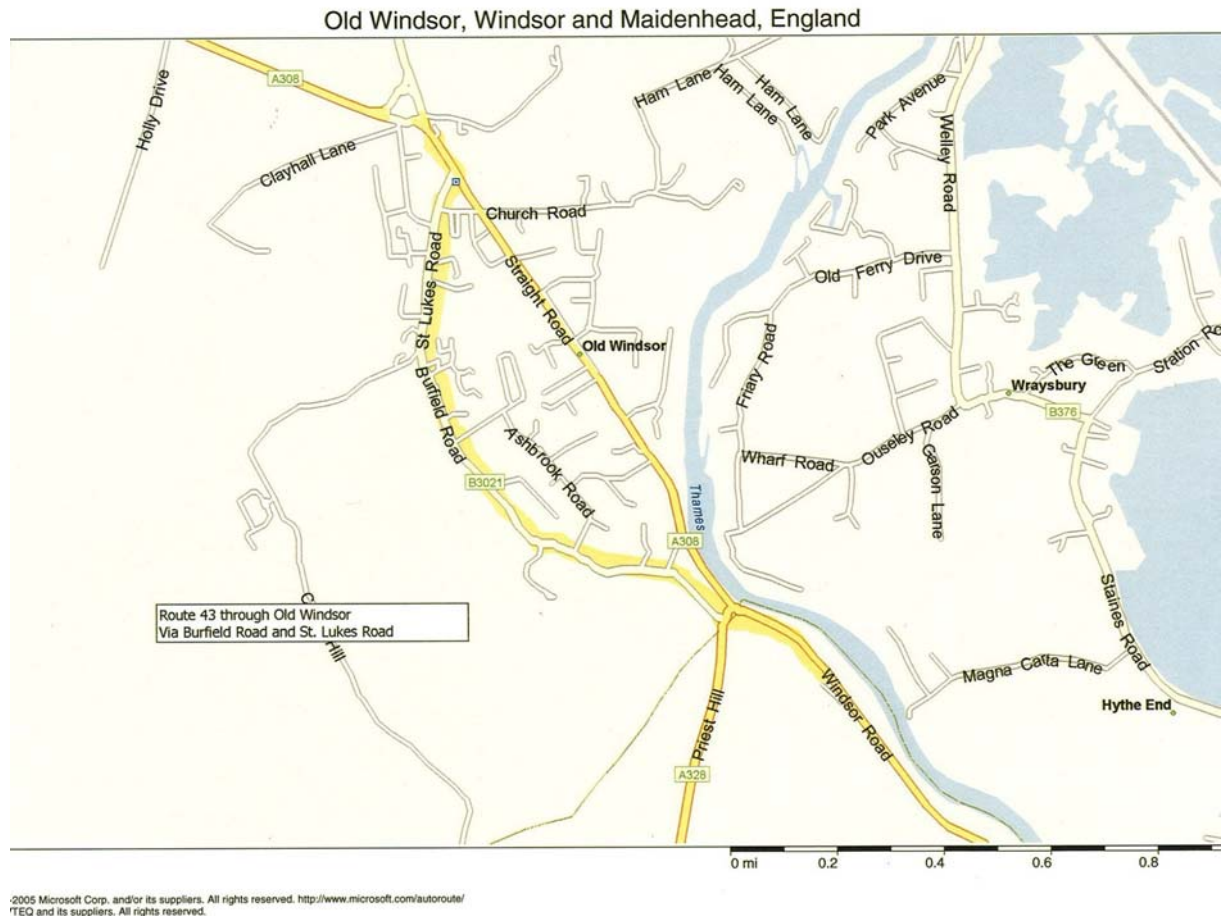 Old Windsor, Windsor and Maidenhead, England
A308
Holly Drive
Clayhall Lane
Ham Lane
Ham Lane
Ham Lane
Park Avenue
Welley Road
Church Road
St Lukes Road
Straight Road
Old Ferry Drive
Old Windsor
Friary Road
The Green
Station Ro
Wraysbury
B376
Burfield Road
Ashbrook Road
Ouseley Road
Wharf Road
Garson Lane
B3021
Thames
A308
Staines Road
Route 43 through Old Windsor
Via Burfield Road and St. Lukes Road
Hill
Magna Carta Lane
Hythe End
Windsor Road
Priest Hill
A328
0 mi 0.2 0.4 0.6 0.8
2005 Microsoft Corp. and/or its suppliers. All rights reserved. http://www.microsoft.com/autoroute/
TEQ and its suppliers. All rights reserved.